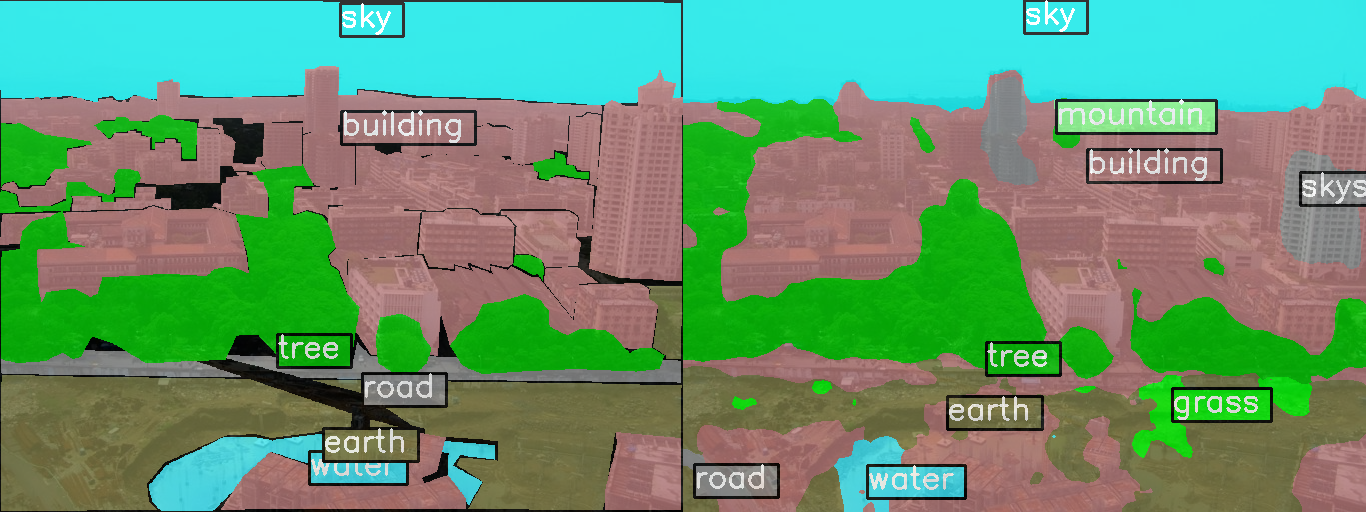 sky
building
tree
road
earth
water
sky
mountain
building
skys
tree
earth
grass
road
water